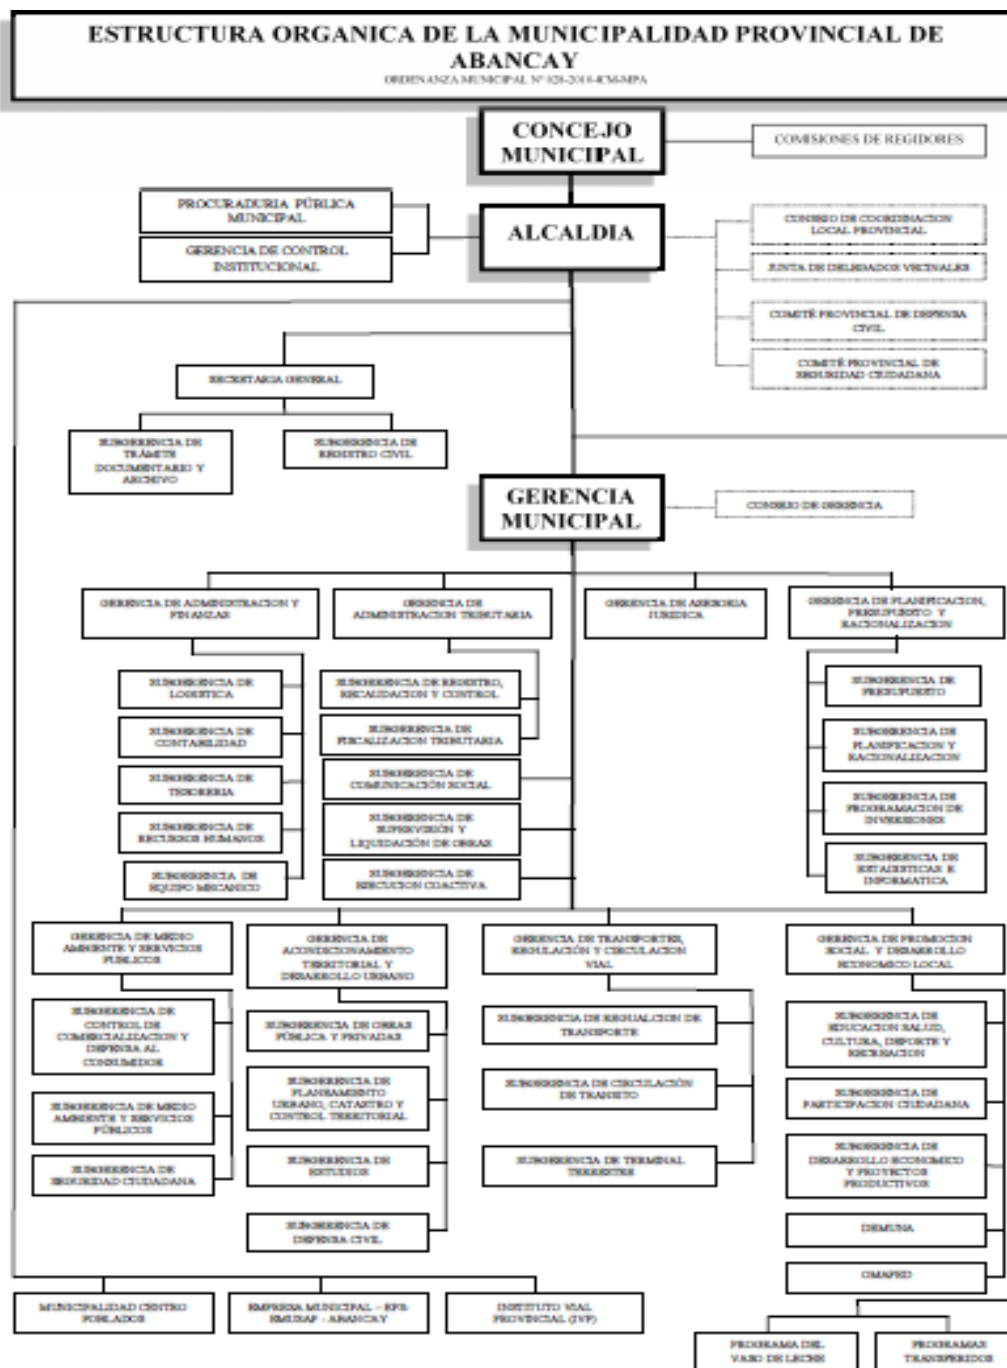 ESTRUCTURA ORGANICA DE LA MUNICIPALIDAD PROVINCIAL DE
ABANCAY
ORDENANZA MUNICIPAL Nº
CONCEJO
MUNICIPAL
COMISIONES DE REGIDORES
PROCURADURIA PÚBLICA
MUNICIPAL
GERENCIA DE CONTROL
INSTITUCIONAL
ALCALDIA
CONSEJO DE COORDINACION
LOCAL PROVINCIAL
JUNTA DE DELEGADOS VECINALES
COMITÉ PROVINCIAL DE DEFENSA
CIVIL
COMITÉ PROVINCIAL DE
SEGURIDAD CIUDADANA
SECRETARIA GENERAL
SUBGERENCIA DE
TRÁMITE
DOCUMENTARIO Y
ARCHIVO
SUBGERENCIA DE
REGISTRO CIVIL
GERENCIA
MUNICIPAL
CONSEJO DE GERENCIA
GERENCIA DE ADMINISTRACION Y
FINANZAS
GERENCIA DE
ADMINISTRACION TRIBUTARIA
GERENCIA DE ASESORIA
JURIDICA
GERENCIA DE PLANIFICACION,
PRESUPUESTO Y
RACIONALIZACION
SUBGERENCIA DE
LOGISTICA
SUBGERENCIA DE
CONTABILIDAD
SUBGERENCIA DE
TESORERIA
SUBGERENCIA DE
RECURSOS HUMANOS
SUBGERENCIA DE
EQUIPO MECANICO
SUBGERENCIA DE REGISTRO,
RECAUDACION Y CONTROL
SUBGERENCIA DE
FISCALIZACION TRIBUTARIA
SUBGERENCIA DE
COMUNICACIÓN SOCIAL
SUBGERENCIA DE
SUPERVISIÓN Y
LIQUIDACIÓN DE OBRAS
SUBGERENCIA DE
EJECUCION COACTIVA
SUBGERENCIA DE
PRESUPUESTO
SUBGERENCIA DE
PLANIFICACION Y
RACIONALIZACION
SUBGERENCIA DE
PROGRAMACION DE
INVERSIONES
SUBGERENCIA DE
ESTADISTICAS E
INFORMATICA
GERENCIA DE MEDIO
AMBIENTE Y SERVICIOS
PUBLICOS
SUBGERENCIA DE
CONTROL DE
COMERCIALIZACION Y
DEFENSA AL
CONSUMIDOR
SUBGERENCIA DE MEDIO
AMBIENTE Y SERVICIOS
PÚBLICOS
SUBGERENCIA DE
SEGURIDAD CIUDADANA
GERENCIA DE
ACONDICIONAMIENTO
TERRITORIAL Y
DESARROLLO URBANO
SUBGERENCIA DE OBRAS
PÚBLICA Y PRIVADAS
SUBGERENCIA DE
PLANEAMIENTO
URBANO, CATASTRO Y
CONTROL TERRITORIAL
SUBGERENCIA DE
ESTUDIOS
SUBGERENCIA DE
DEFENSA CIVIL
GERENCIA DE TRANSPORTES,
REGULACIÓN Y CIRCULACION
VIAL
SUBGERENCIA DE REGUALCION DE
TRANSPORTE
SUBGERENCIA DE CIRCULACIÓN
DE TRANSITO
SUBGERENCIA DE TERMINAL
TERRESTRE
GERENCIA DE PROMOCION
SOCIAL Y DESARROLLO
ECONOMICO LOCAL
SUBGERENCIA DE
EDUCACION SALUD,
CULTURA, DEPORTE Y
RECREACION
SUBGERENCIA DE
PARTICIPACION CIUDADANA
SUBGERENCIA DE
DESARROLLO ECONOMICO
Y PROYECTOS
PRODUCTIVOS
DEMUNA
OMAPED
MUNICIPALIDAD CENTRO
POBLADOS
EMPRESA MUNICIPAL - EPS-
EMUSAP - ABANCAY
INSTITUTO VIAL
PROVINCIAL (IVP)
PROGRAMA DEL
VASO DE LECHE
PROGRAMAS
TRANSFERIDOS